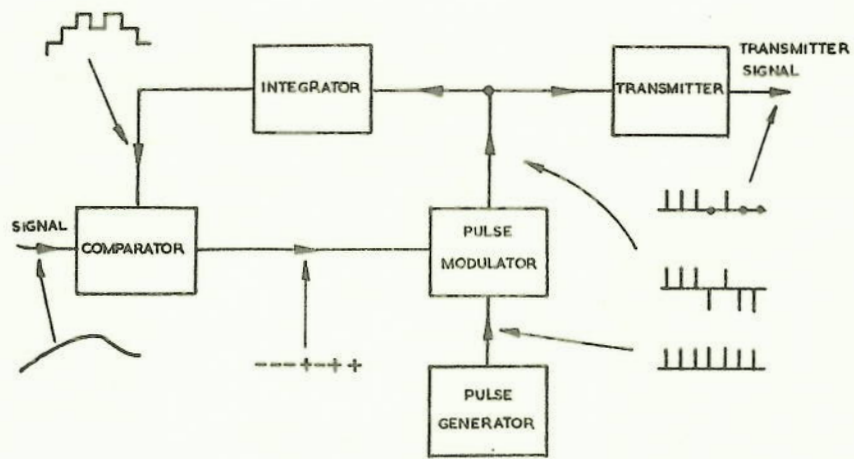 TRANSMITTER
SIGNAL
INTEGRATOR
TRANSMITTER
SIGNAL
COMPARATOR
PULSE
MODULATOR
- - - + - + +
PULSE
GENERATOR